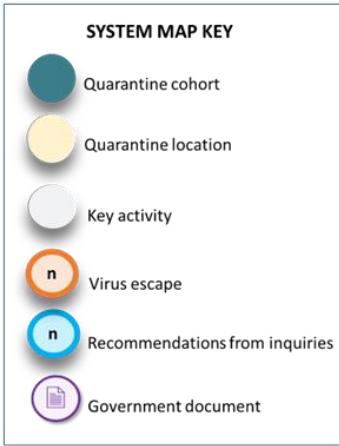 SYSTEM MAP KEY
Quarantine cohort
Quarantine location
Key activity
n
Virus escape
n
Recommendations from inquiries
Government document